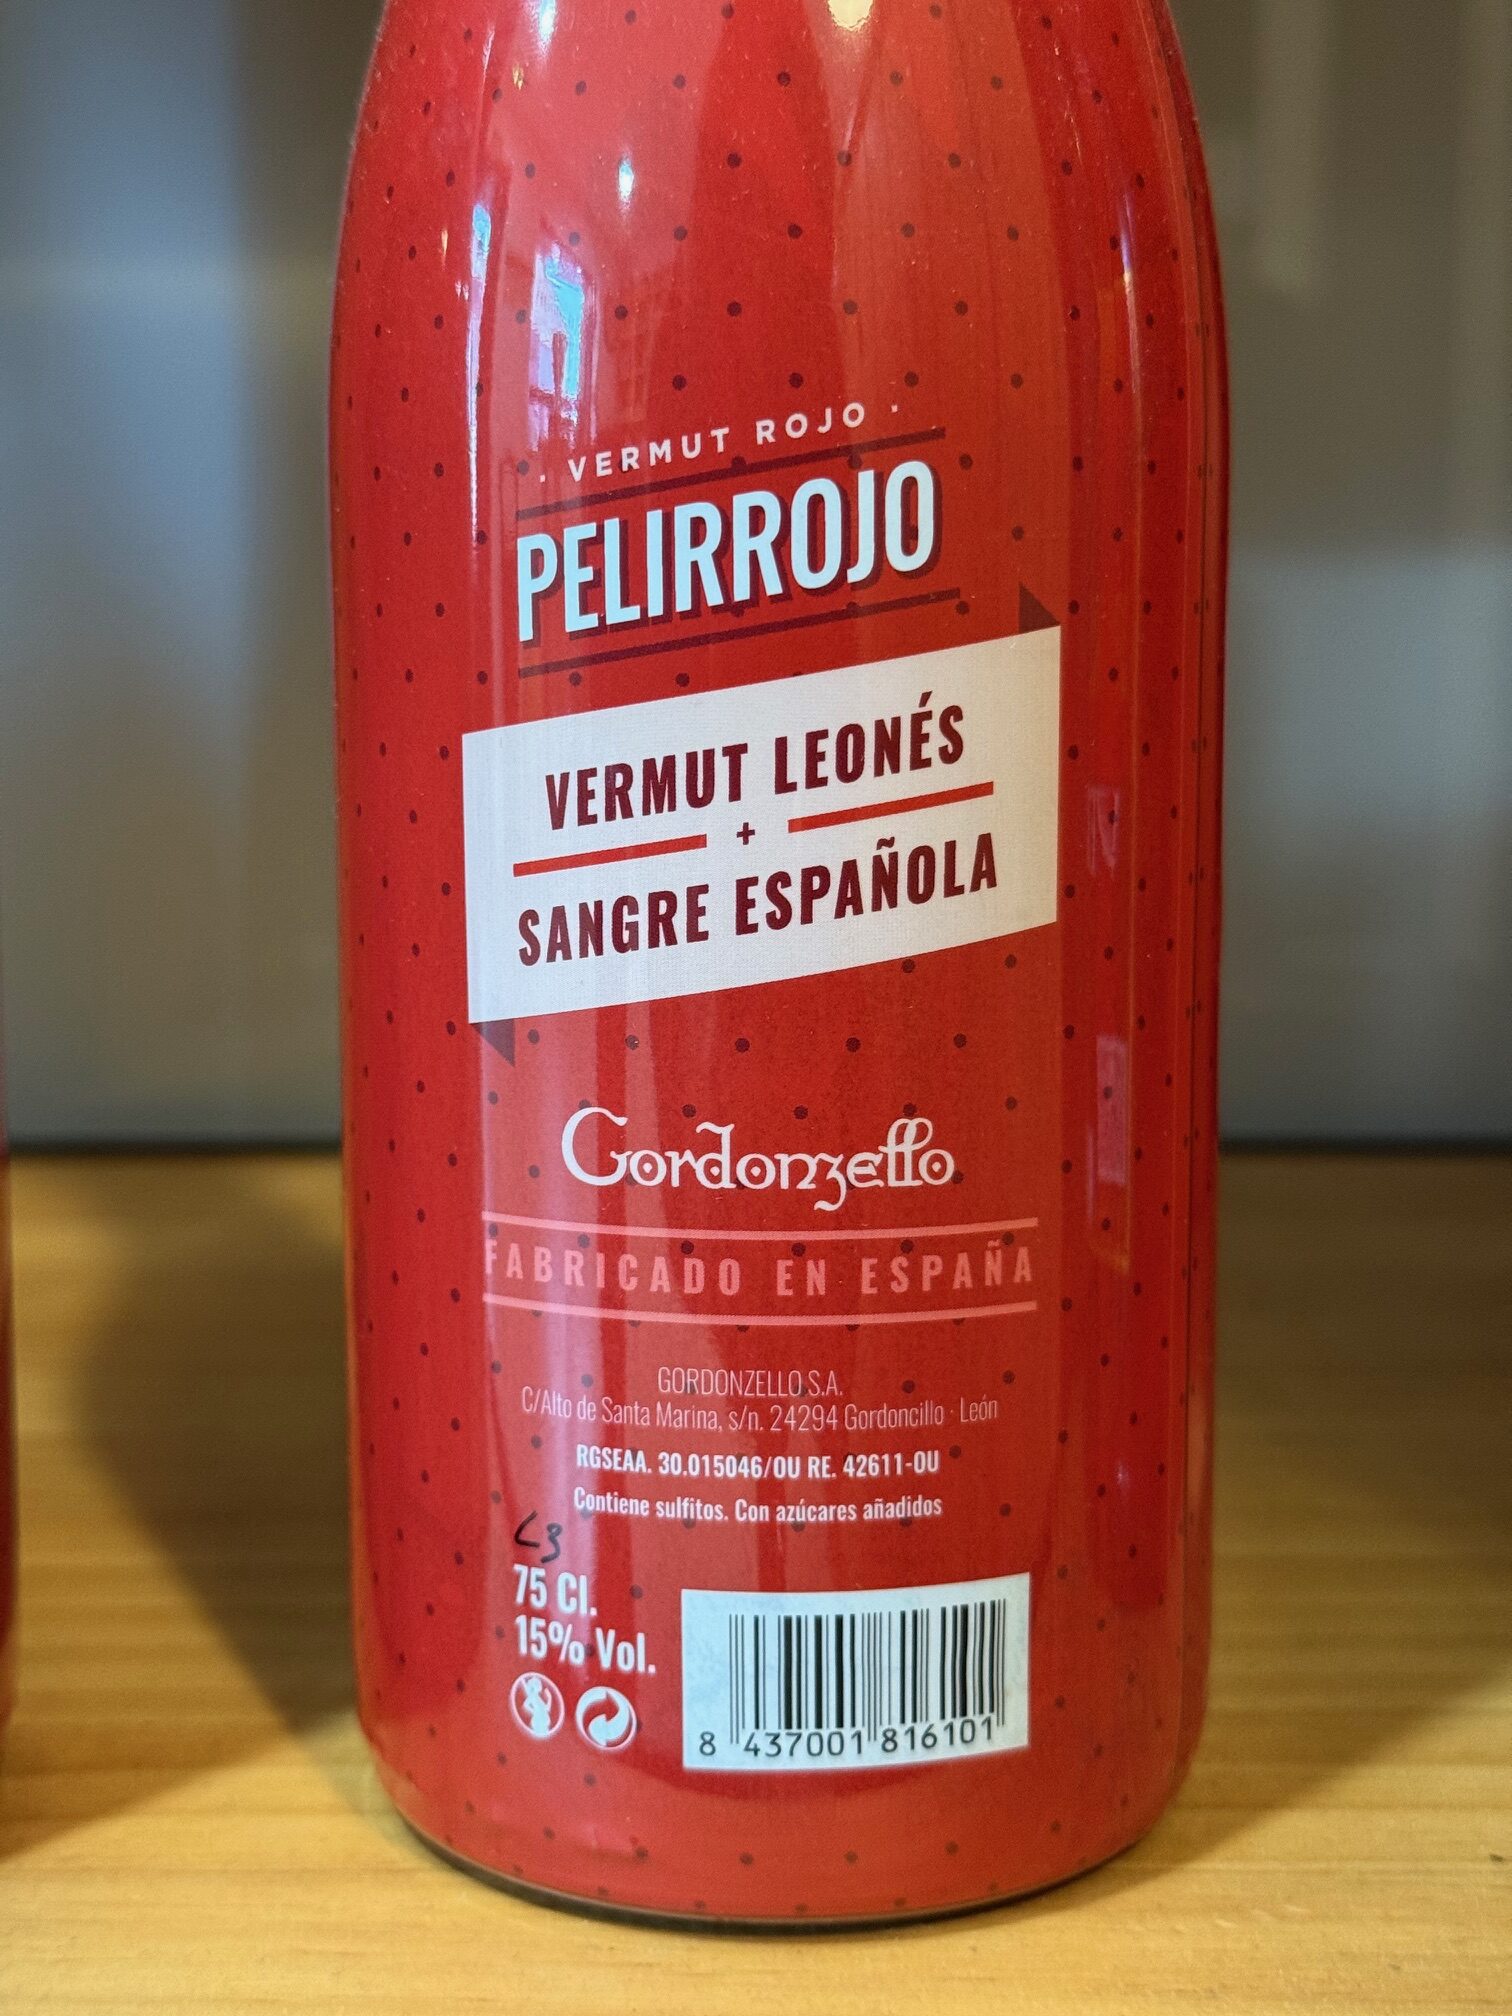 · VERMUT ROJO ·
PELIRROJO
VERMUT LEONÉS
+
SANGRE ESPAÑOLA
Gordonzello
FABRICADO EN ESPAÑA
GORDONZELLO S.A.
C/Alto de Santa Marina, s/n. 24294 Gordoncillo · León
RGSEAA. 30.015046/OU RE. 42611-OU
Contiene sulfitos. Con azúcares añadidos
L3
75 Cl.
15% Vol.
8 437001 816101